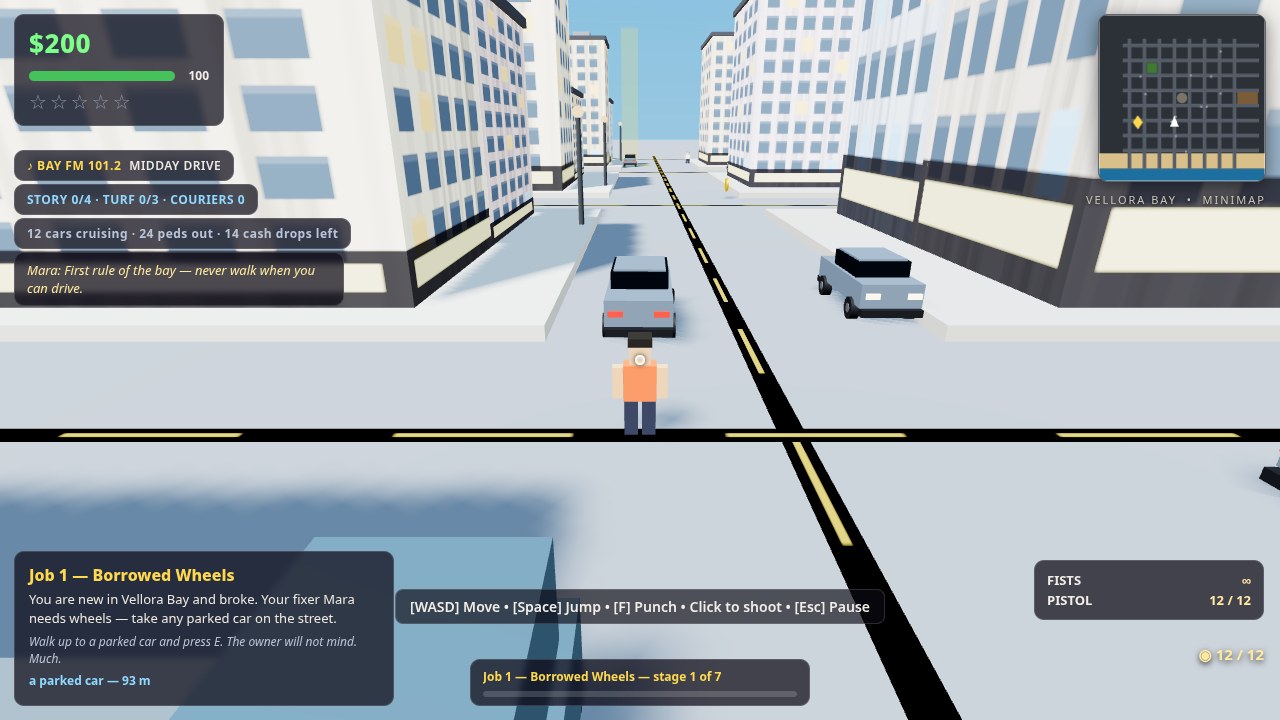 $200
100
☆☆☆☆☆
♪ BAY FM 101.2 MIDDAY DRIVE
STORY 0/4 · TURF 0/3 · COURIERS 0
12 cars cruising · 24 peds out · 14 cash drops left
Mara: First rule of the bay — never walk when you
can drive.
VELLORA BAY • MINIMAP
Job 1 — Borrowed Wheels
You are new in Vellora Bay and broke. Your fixer Mara
needs wheels — take any parked car on the street.
Walk up to a parked car and press E. The owner will not mind.
Much.
a parked car — 93 m
[WASD] Move • [Space] Jump • [F] Punch • Click to shoot • [Esc] Pause
Job 1 — Borrowed Wheels — stage 1 of 7
FISTS ∞
PISTOL 12 / 12
◉ 12 / 12